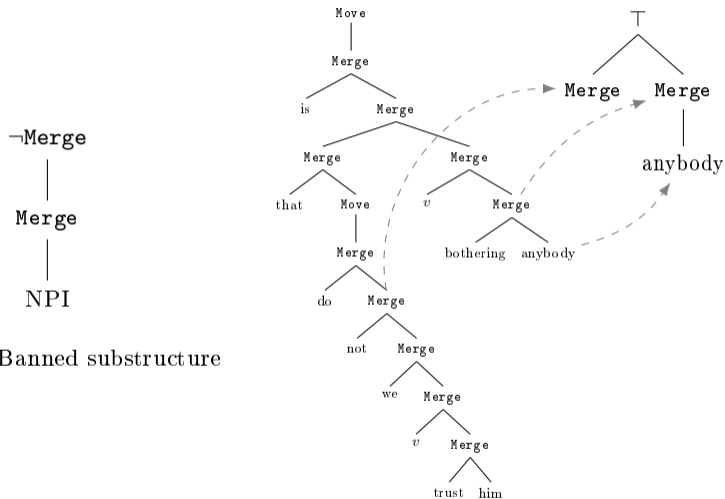 ¬Merge
Merge
NPI
Banned substructure
Move
Merge
is Merge
Merge Merge
that Move v Merge
Merge bothering anybody
do Merge
not Merge
we Merge
v Merge
trust him
⊤
Merge Merge
anybody